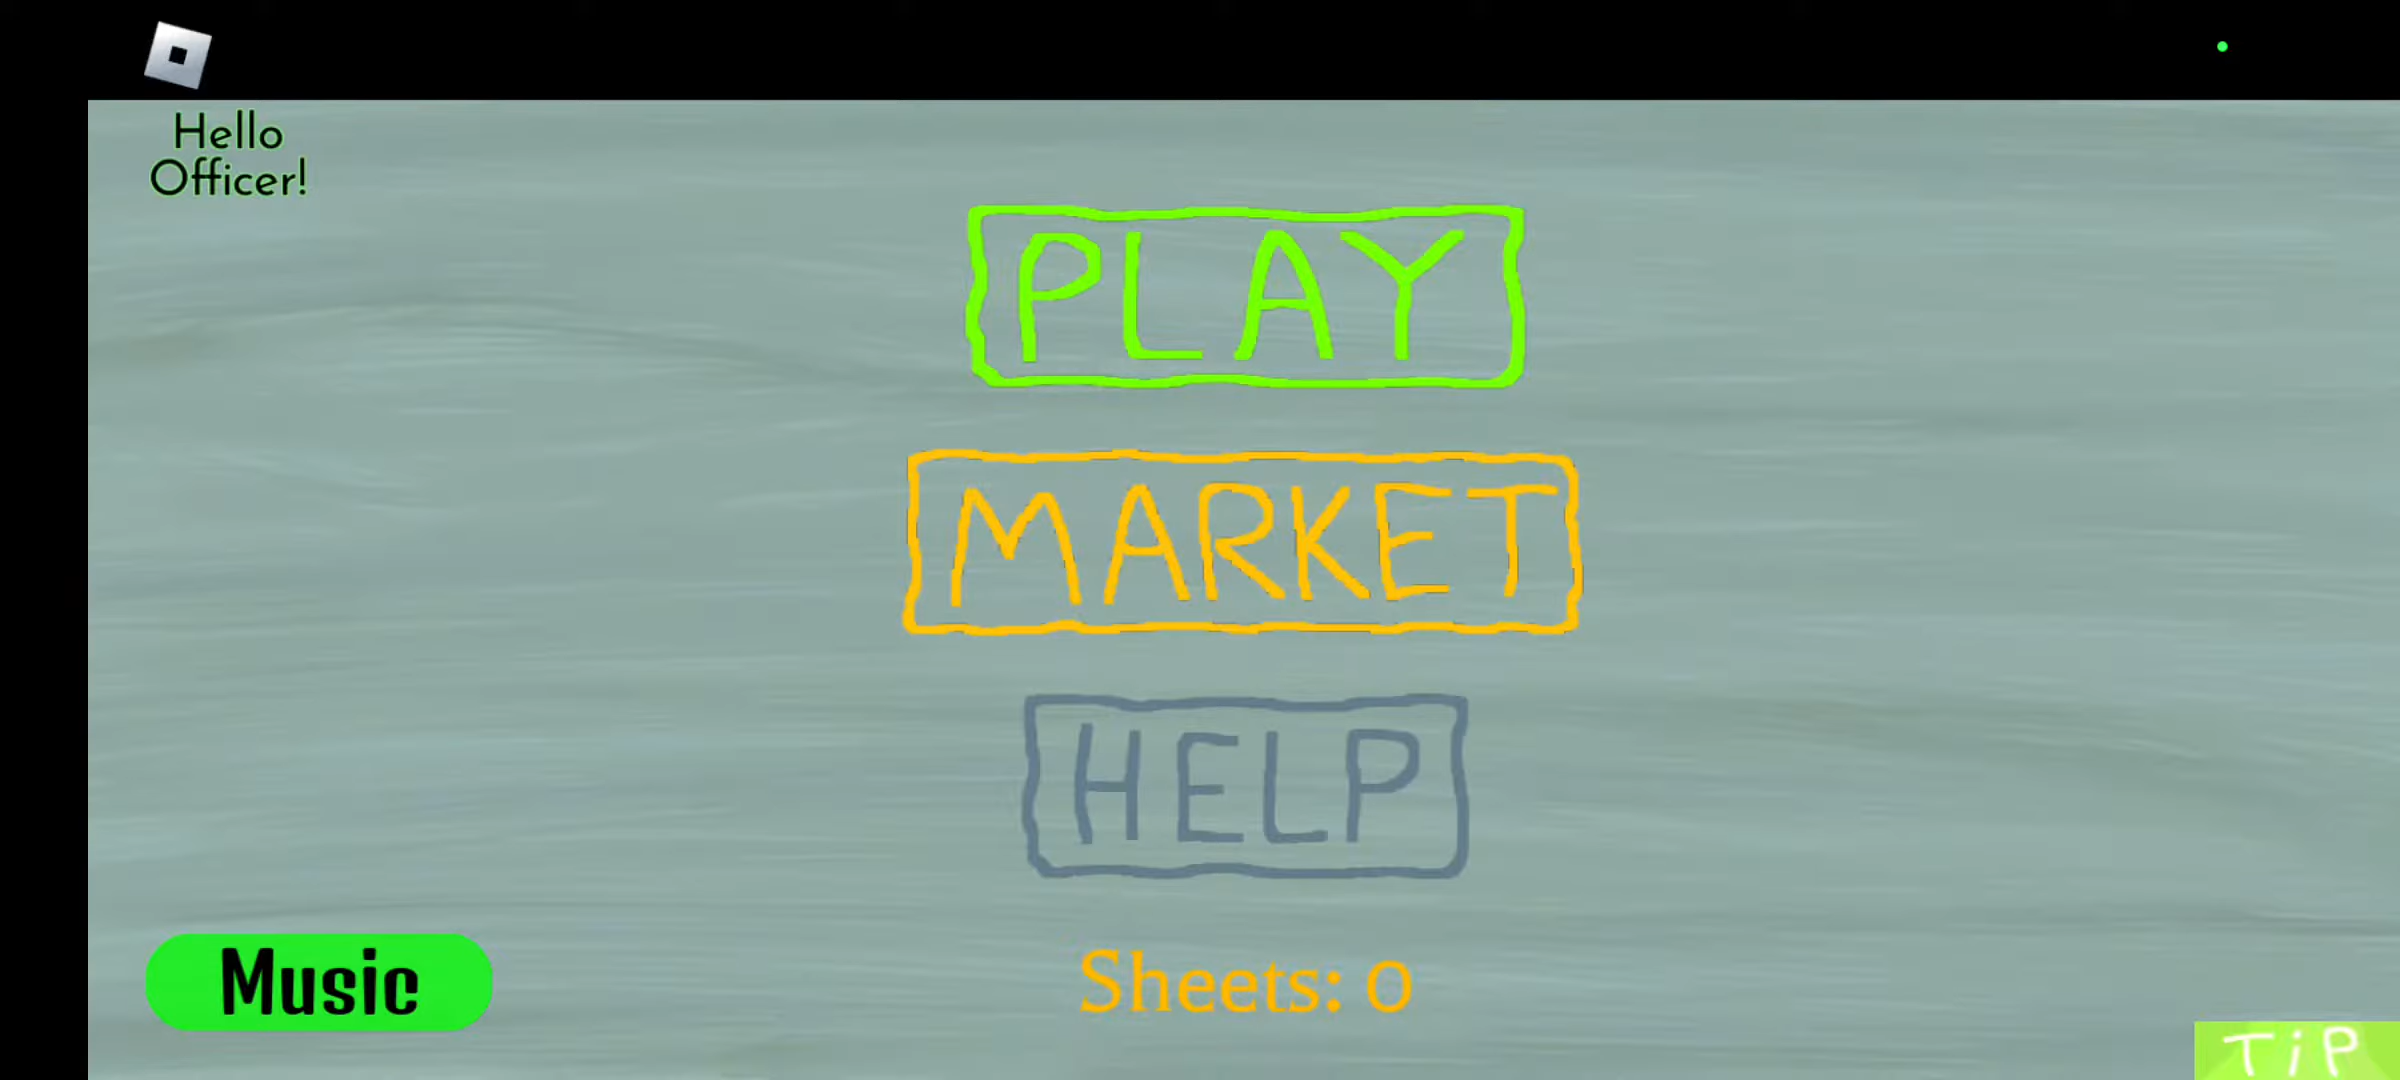 Hello
Officer!
PLAY
MARKET
HELP
Music
Sheets: 0
TiP